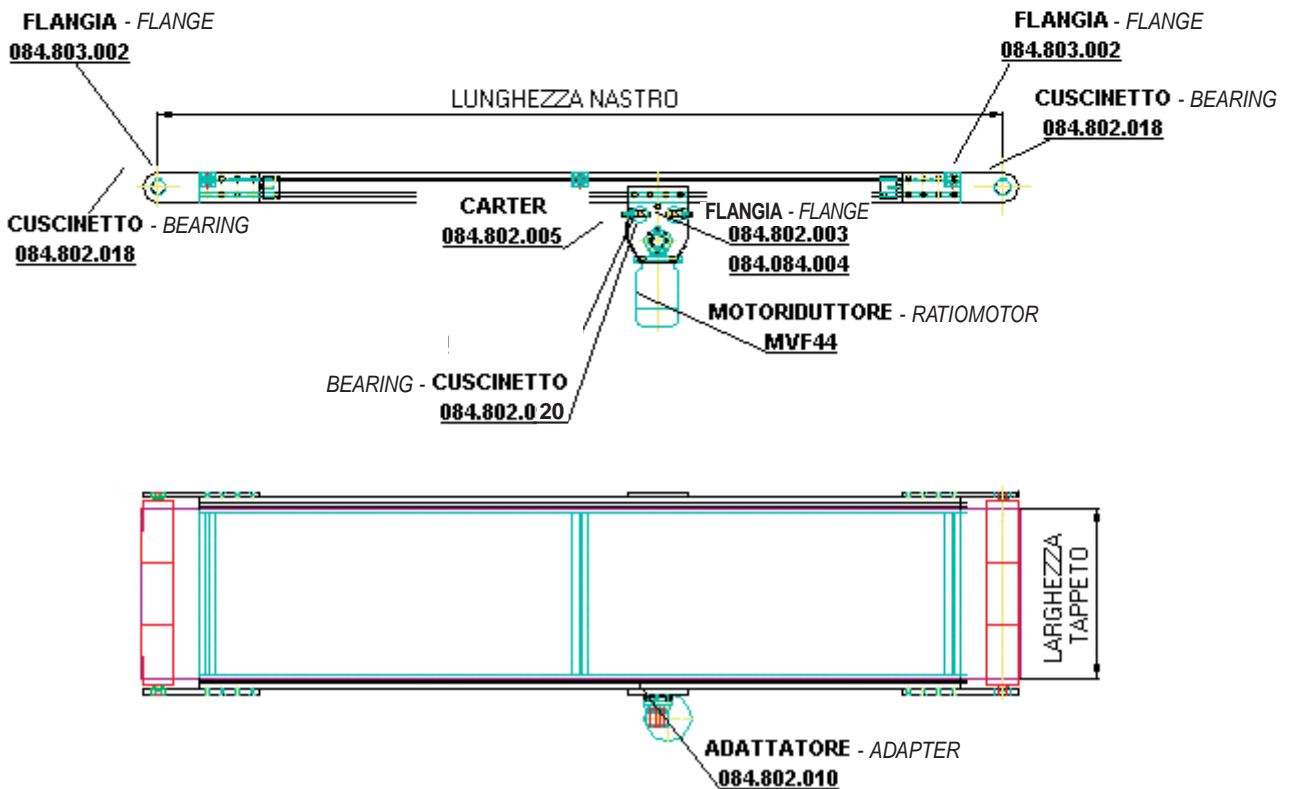 FLANGIA - FLANGE
084.803.002
FLANGIA - FLANGE
084.803.002
LUNGHEZZA NASTRO
CUSCINETTO - BEARING
084.802.018
CUSCINETTO - BEARING
084.802.018
CARTER
084.802.005
FLANGIA - FLANGE
084.802.003
084.084.004
MOTORIDUTTORE - RATIOMOTOR
MVF44
BEARING - CUSCINETTO
084.802.020
LARGHEZZA
TAPPETO
ADATTATORE - ADAPTER
084.802.010